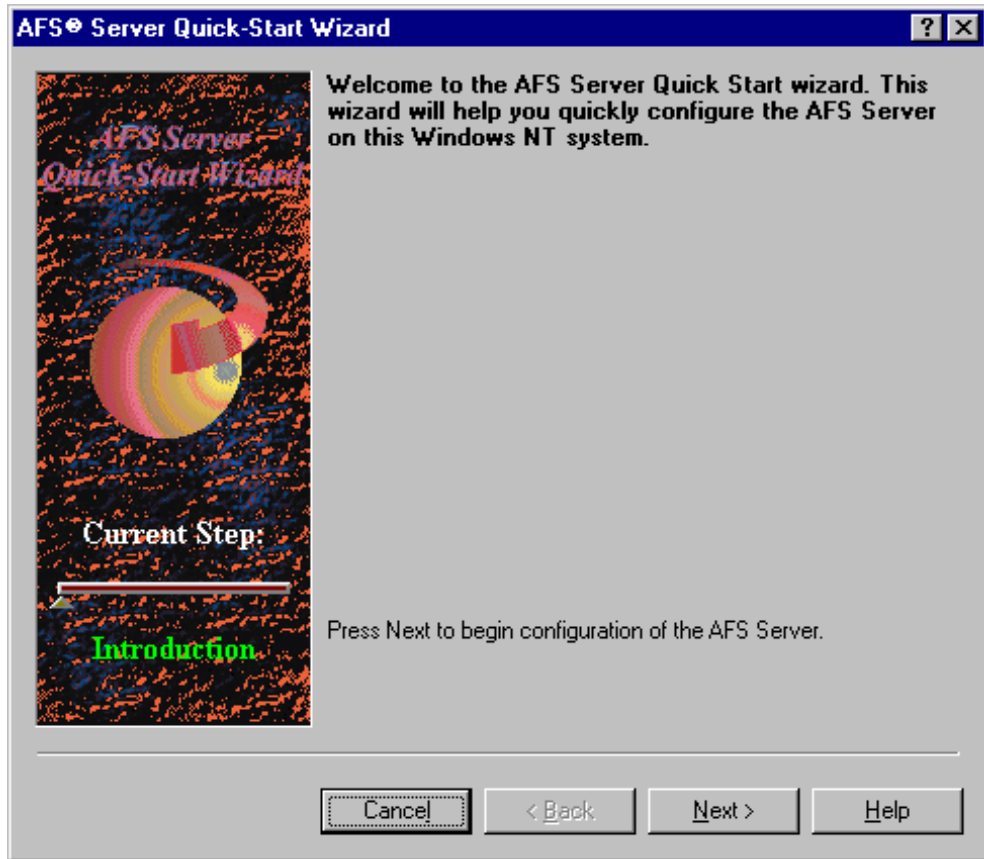 AFS® Server Quick-Start Wizard
AFS Server
Quick-Start Wizard
Welcome to the AFS Server Quick Start wizard. This
wizard will help you quickly configure the AFS Server
on this Windows NT system.
Current Step:
Introduction
Press Next to begin configuration of the AFS Server.
Cancel
< Back
Next >
Help